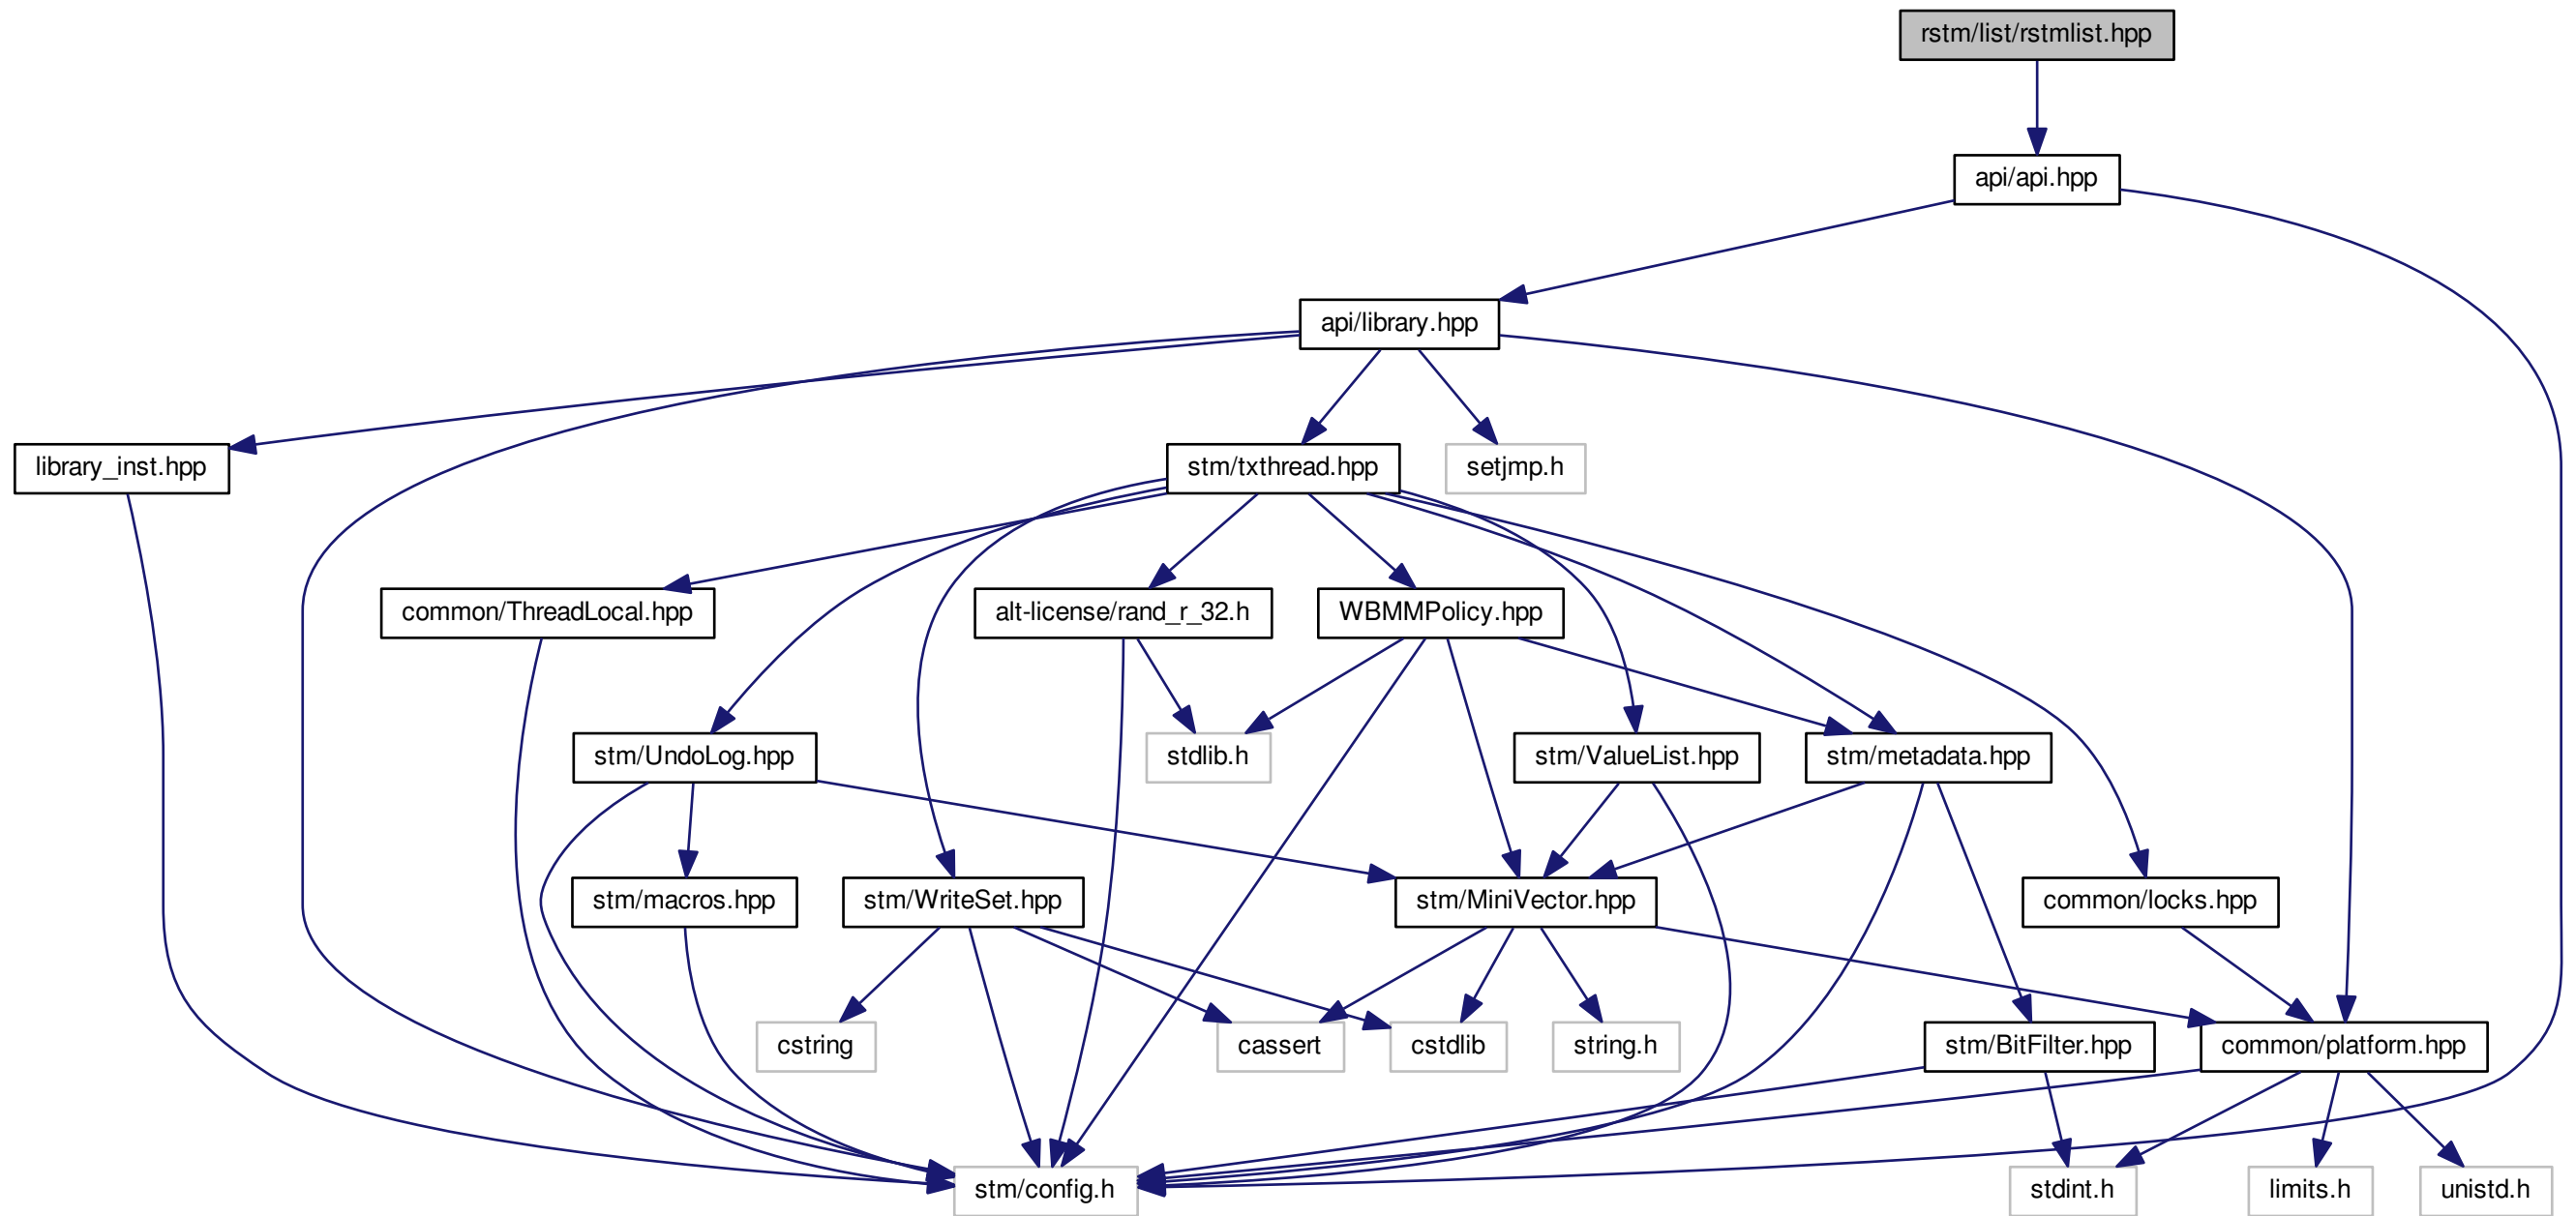 rstm/list/rstmlist.hpp
api/api.hpp
api/library.hpp
library_inst.hpp
stm/txthread.hpp
setjmp.h
common/ThreadLocal.hpp
alt-license/rand_r_32.h
WBMMPolicy.hpp
stm/UndoLog.hpp
stdlib.h
stm/ValueList.hpp
stm/metadata.hpp
stm/macros.hpp
stm/WriteSet.hpp
stm/MiniVector.hpp
common/locks.hpp
cstring
cassert
cstdlib
string.h
stm/BitFilter.hpp
common/platform.hpp
stm/config.h
stdint.h
limits.h
unistd.h